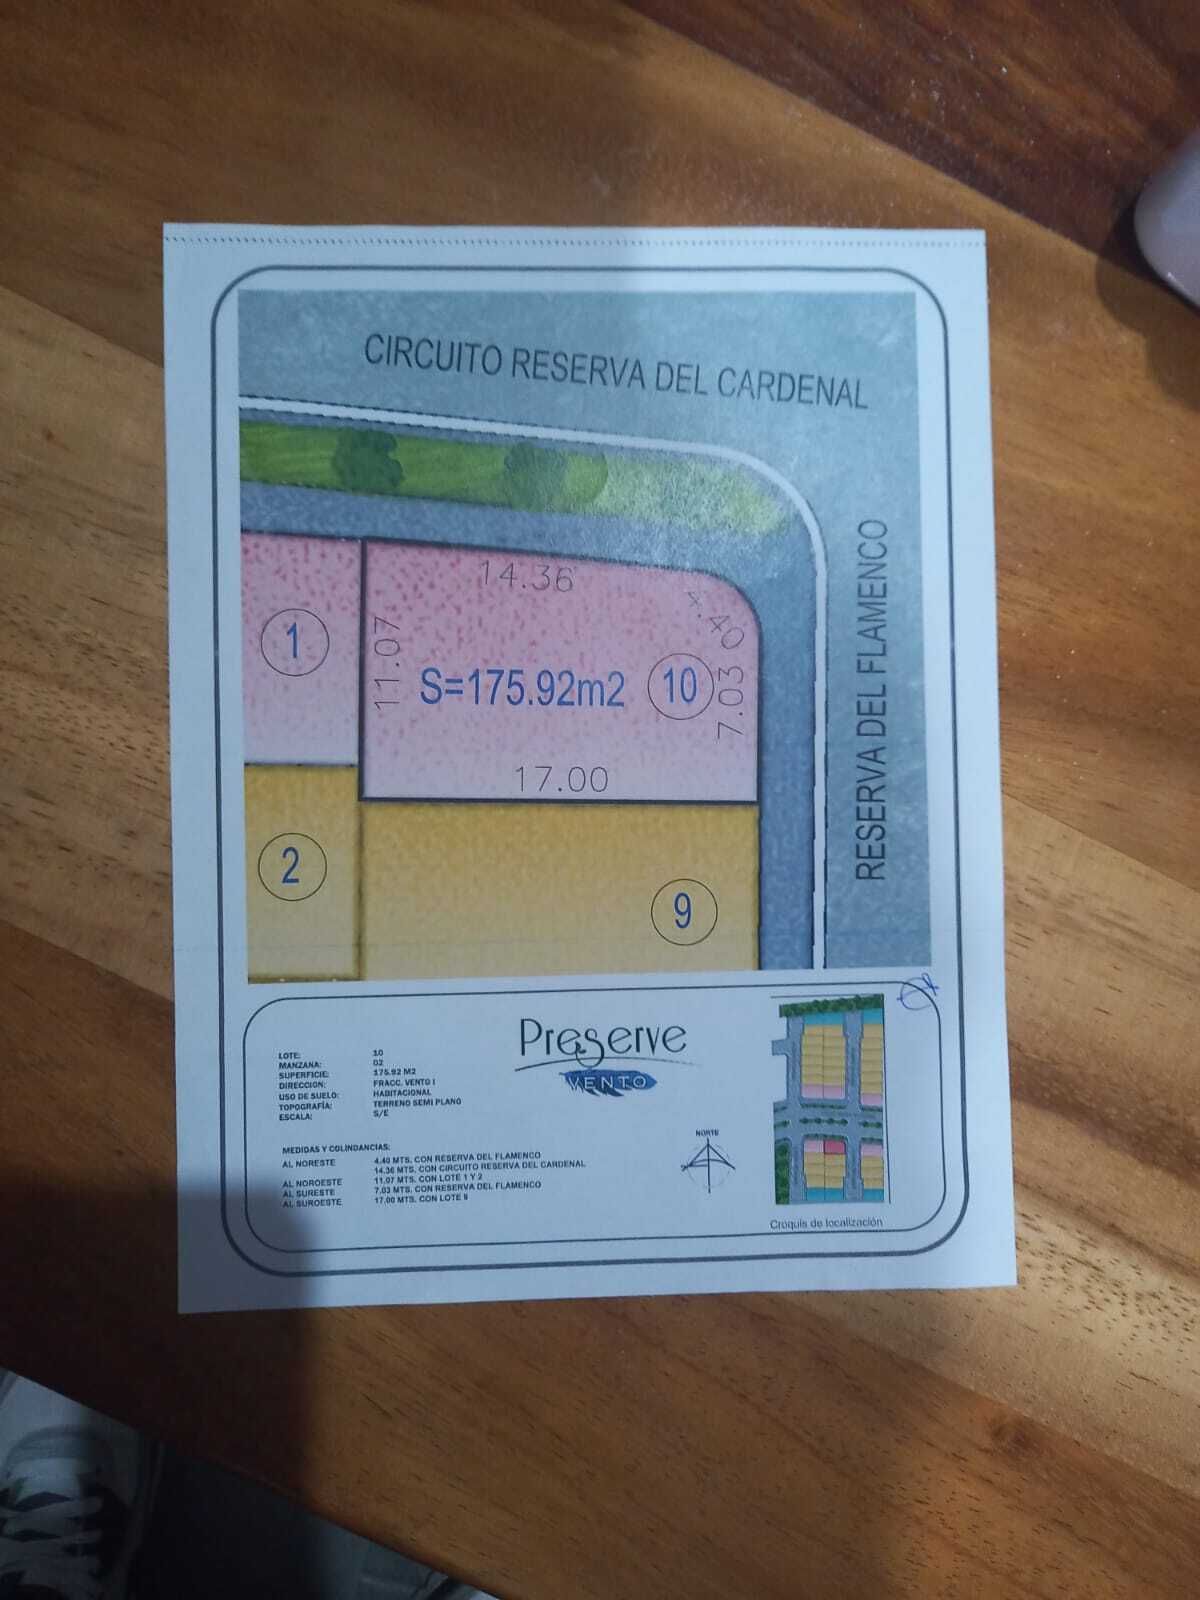 CIRCUITO RESERVA DEL CARDENAL
RESERVA DEL FLAMENCO
14.36
4.40
11.07
7.03
1
S=175.92m2
10
17.00
2
9
Preserve
VENTO
LOTE: 10
MANZANA: 02
SUPERFICIE: 175.92 M2
DIRECCION: FRACC. VENTO I
USO DE SUELO: HABITACIONAL
TOPOGRAFÍA: TERRENO SEMI PLANO
ESCALA: S/E
MEDIDAS Y COLINDANCIAS:
AL NORESTE 4.40 MTS. CON RESERVA DEL FLAMENCO
14.36 MTS. CON CIRCUITO RESERVA DEL CARDENAL
AL NOROESTE 11.07 MTS. CON LOTE 1 Y 2
AL SURESTE 7.03 MTS. CON RESERVA DEL FLAMENCO
AL SUROESTE 17.00 MTS. CON LOTE 9
NORTE
Croquis de localización